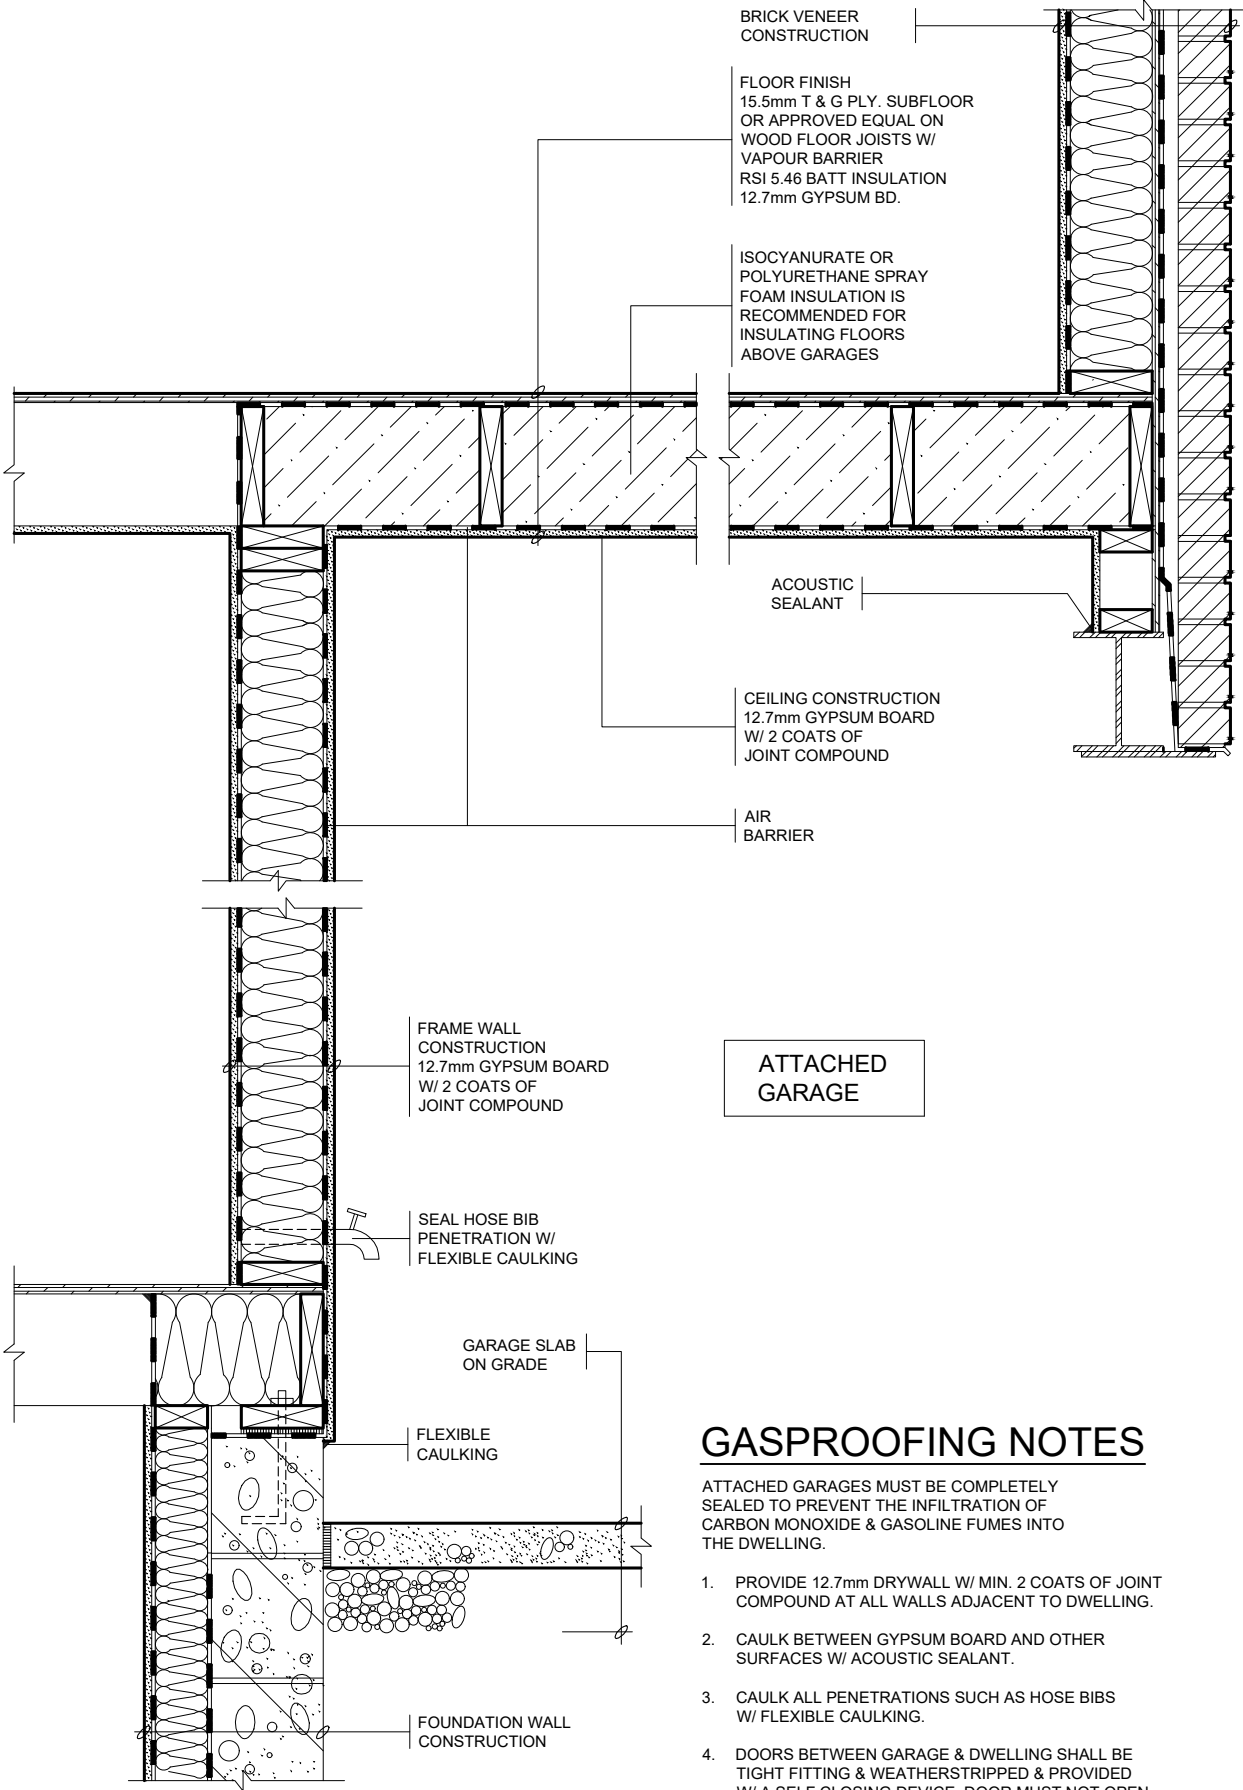 BRICK VENEER
CONSTRUCTION
FLOOR FINISH
15.5mm T & G PLY. SUBFLOOR
OR APPROVED EQUAL ON
WOOD FLOOR JOISTS W/
VAPOUR BARRIER
RSI 5.46 BATT INSULATION
12.7mm GYPSUM BD.
ISOCYANURATE OR
POLYURETHANE SPRAY
FOAM INSULATION IS
RECOMMENDED FOR
INSULATING FLOORS
ABOVE GARAGES
ACOUSTIC
SEALANT
CEILING CONSTRUCTION
12.7mm GYPSUM BOARD
W/ 2 COATS OF
JOINT COMPOUND
AIR
BARRIER
FRAME WALL
CONSTRUCTION
12.7mm GYPSUM BOARD
W/ 2 COATS OF
JOINT COMPOUND
ATTACHED
GARAGE
SEAL HOSE BIB
PENETRATION W/
FLEXIBLE CAULKING
GARAGE SLAB
ON GRADE
FLEXIBLE
CAULKING
FOUNDATION WALL
CONSTRUCTION
GASPROOFING NOTES
ATTACHED GARAGES MUST BE COMPLETELY
SEALED TO PREVENT THE INFILTRATION OF
CARBON MONOXIDE & GASOLINE FUMES INTO
THE DWELLING.
1. PROVIDE 12.7mm DRYWALL W/ MIN. 2 COATS OF JOINT
COMPOUND AT ALL WALLS ADJACENT TO DWELLING.
2. CAULK BETWEEN GYPSUM BOARD AND OTHER
SURFACES W/ ACOUSTIC SEALANT.
3. CAULK ALL PENETRATIONS SUCH AS HOSE BIBS
W/ FLEXIBLE CAULKING.
4. DOORS BETWEEN GARAGE & DWELLING SHALL BE
TIGHT FITTING & WEATHERSTRIPPED & PROVIDED
W/ A SELF CLOSING DEVICE. DOOR MUST NOT OPEN